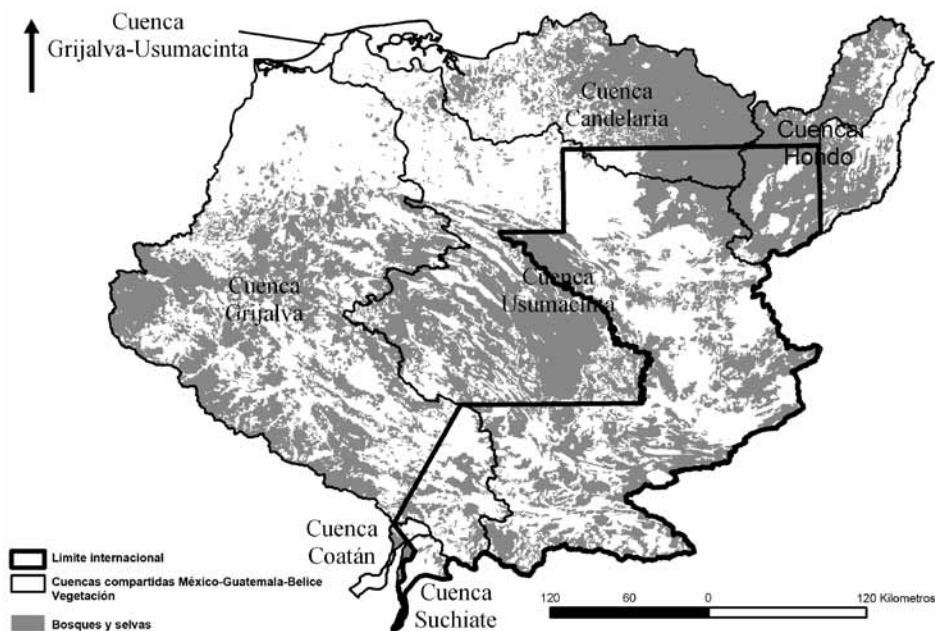 Cuenca
Grijalva-Usumacinta
Cuenca
Candelaria
Cuenca
Hondo
Cuenca
Grijalva
Cuenca
Usumacinta
Cuenca
Coatán
Cuenca
Suchiate
Límite internacional
Cuencas compartidas México-Guatemala-Belice
Vegetación
Bosques y selvas
120 60 0 120 Kilometros